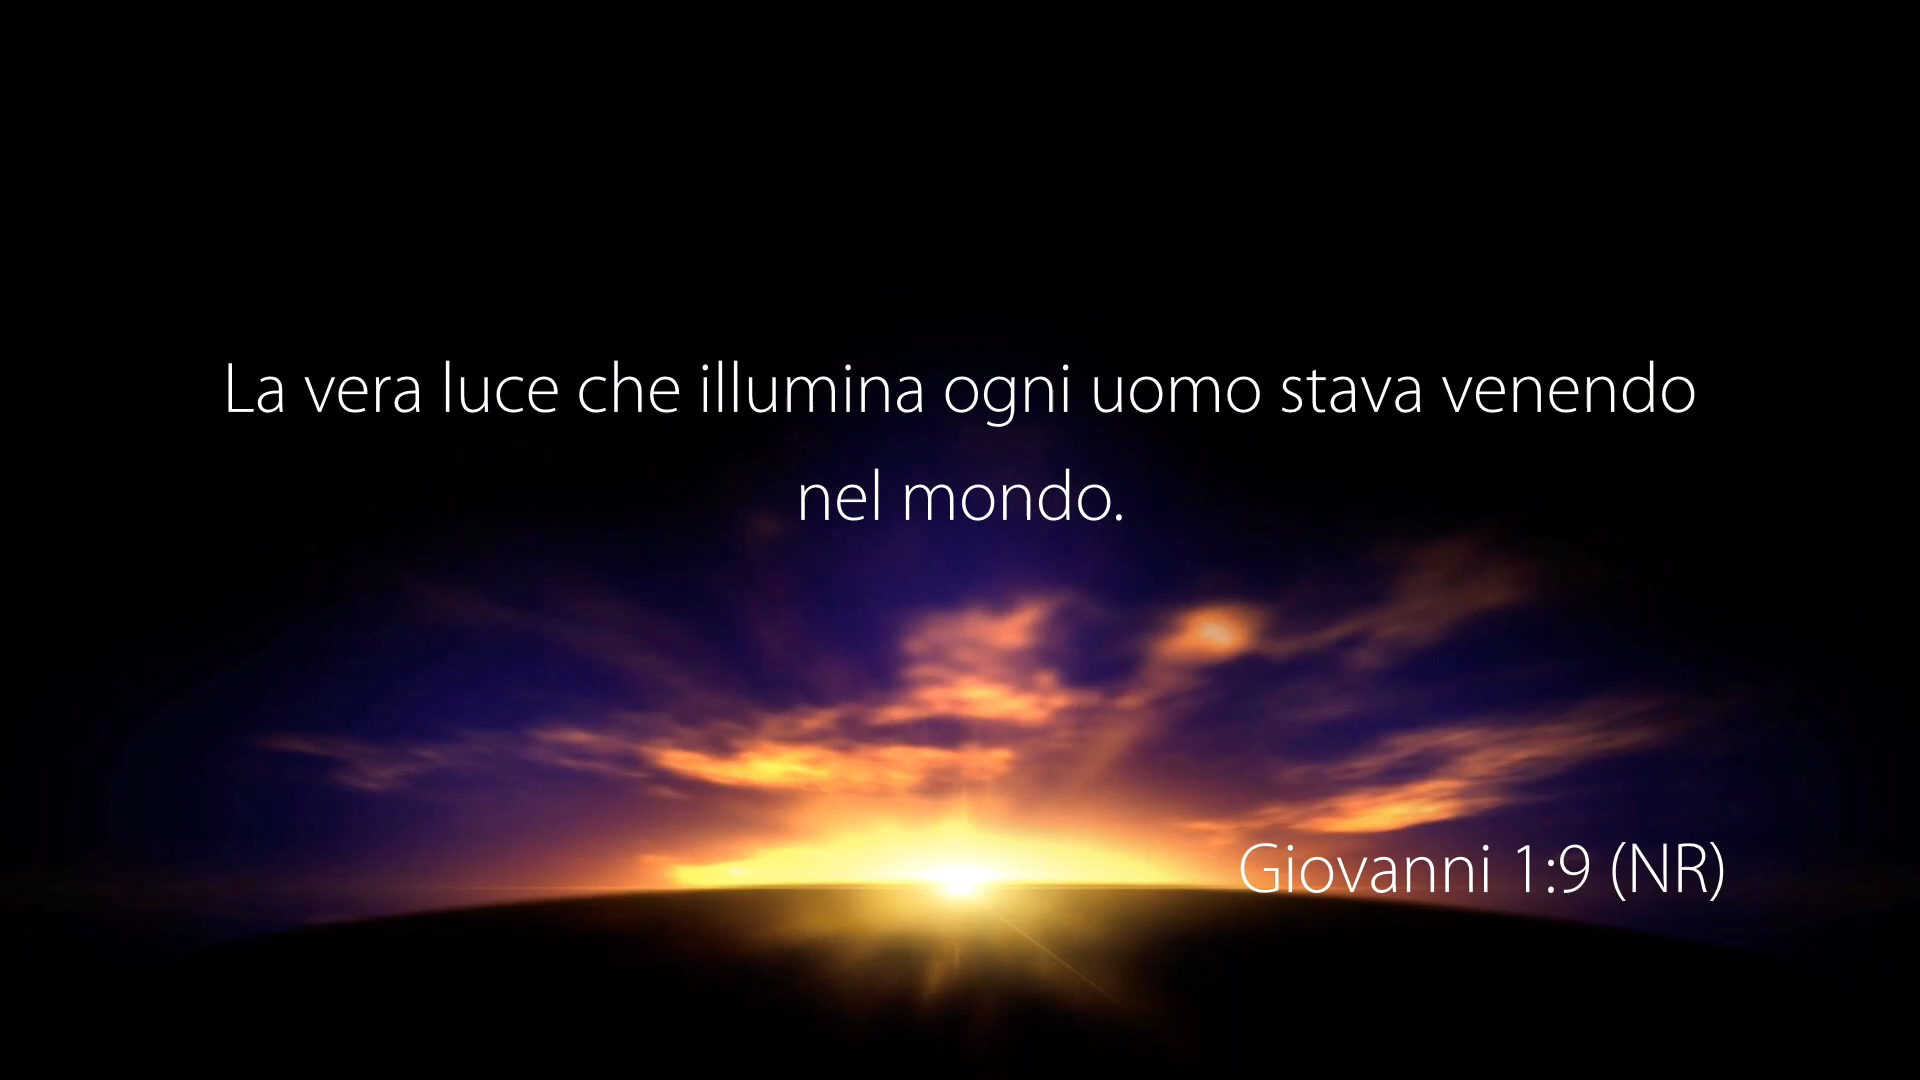 La vera luce che illumina ogni uomo stava venendo
nel mondo.
Giovanni 1:9 (NR)